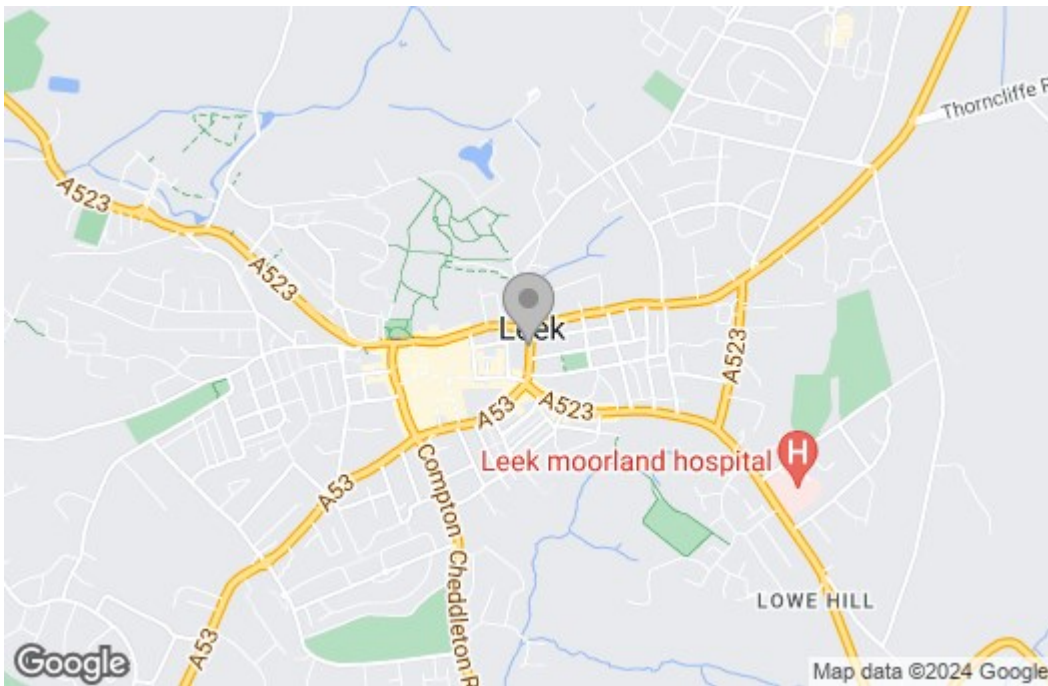 Thorncliffe R
A523
A523
Leek
A523
A53
A523
Leek moorland hospital
H
A53
Compton
Cheddleton R
LOWE HILL
A53
Google
Map data ©2024 Google